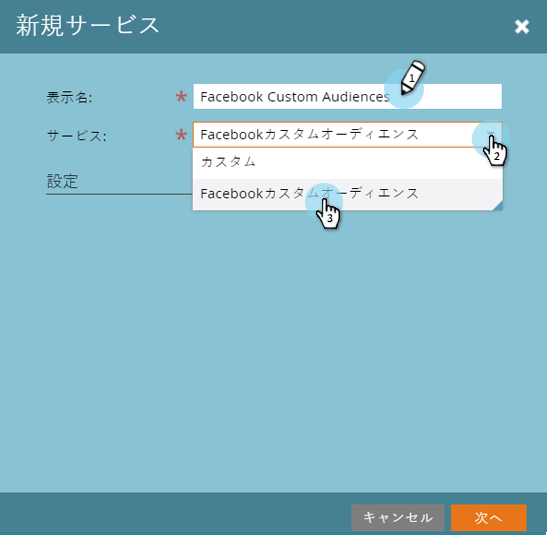 新規サービス
表示名: * Facebook Custom Audiences
1
サービス: * Facebookカスタムオーディエンス
2
カスタム
設定
Facebookカスタムオーディエンス
3
キャンセル 次へ